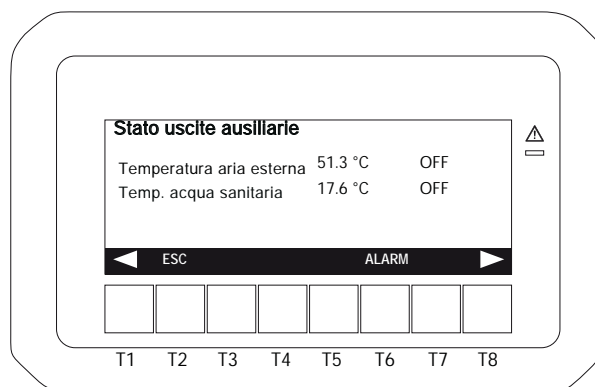 Stato uscite ausiliarie
Temperatura aria esterna 51.3 °C OFF
Temp. acqua sanitaria 17.6 °C OFF
ESC ALARM
T1 T2 T3 T4 T5 T6 T7 T8